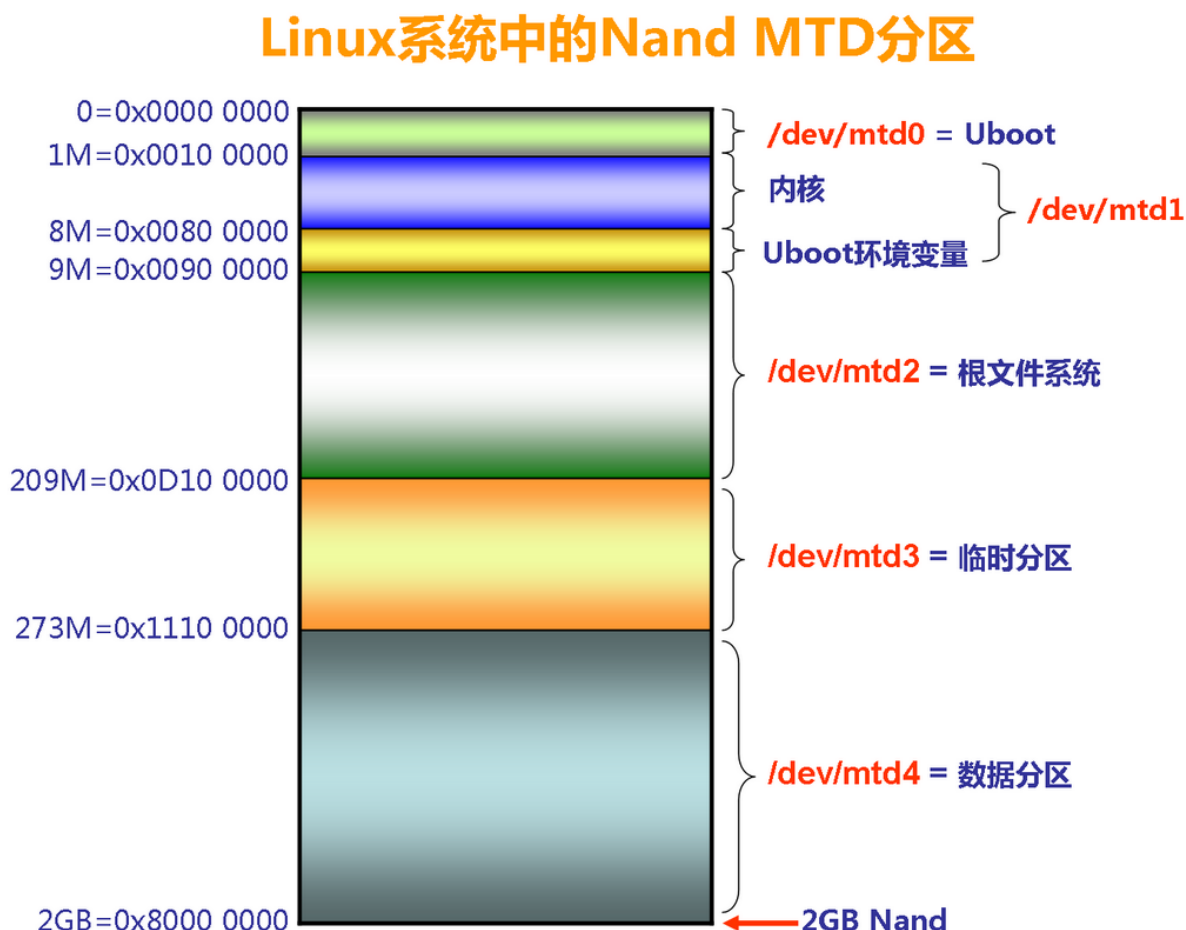 Linux系统中的Nand MTD分区
0=0x0000 0000
/dev/mtd0 = Uboot
1M=0x0010 0000
内核
/dev/mtd1
8M=0x0080 0000
Uboot环境变量
9M=0x0090 0000
/dev/mtd2 = 根文件系统
209M=0x0D10 0000
/dev/mtd3 = 临时分区
273M=0x1110 0000
/dev/mtd4 = 数据分区
2GB=0x8000 0000
2GB Nand